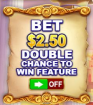 BET
$2.50
DOUBLE
CHANCE TO
WIN FEATURE
OFF